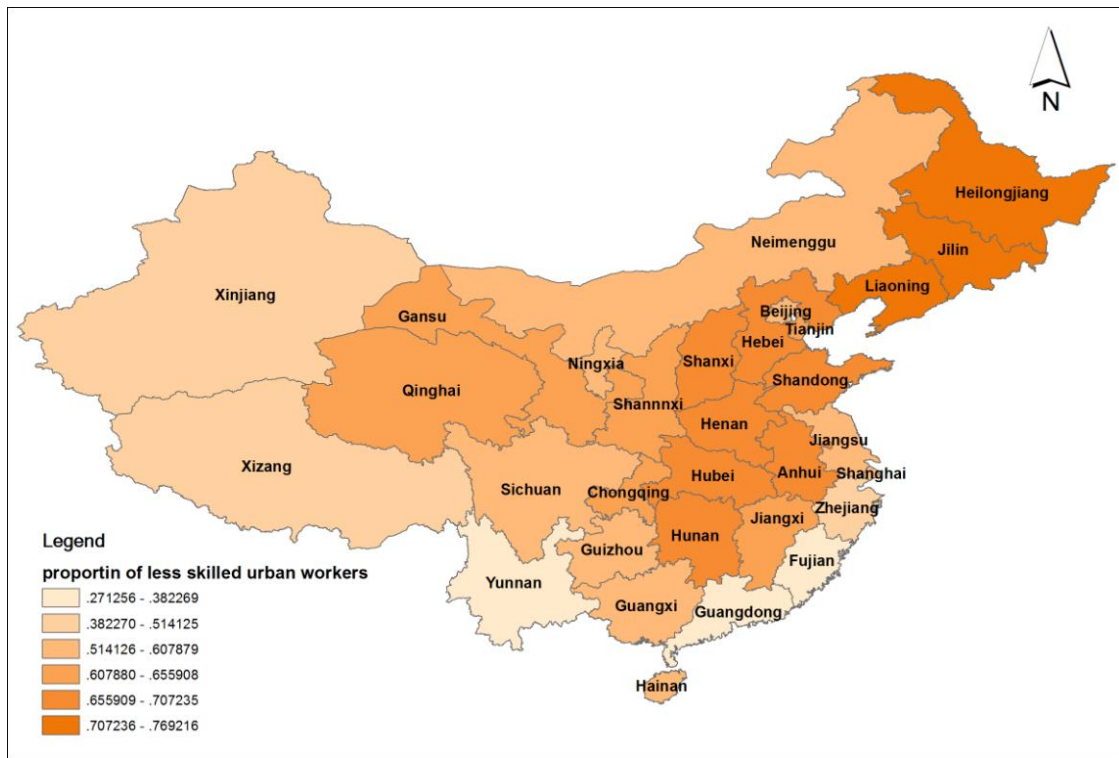 N
Heilongjiang
Neimenggu
Jilin
Xinjiang
Liaoning
Gansu
Beijing
Tianjin
Hebei
Ningxia
Shanxi
Shandong
Qinghai
Shannnxi
Henan
Jiangsu
Xizang
Hubei
Anhui
Shanghai
Sichuan
Chongqing
Zhejiang
Jiangxi
Hunan
Guizhou
Fujian
Yunnan
Guangxi
Guangdong
Hainan
Legend
proportin of less skilled urban workers
.271256 - .382269
.382270 - .514125
.514126 - .607879
.607880 - .655908
.655909 - .707235
.707236 - .769216